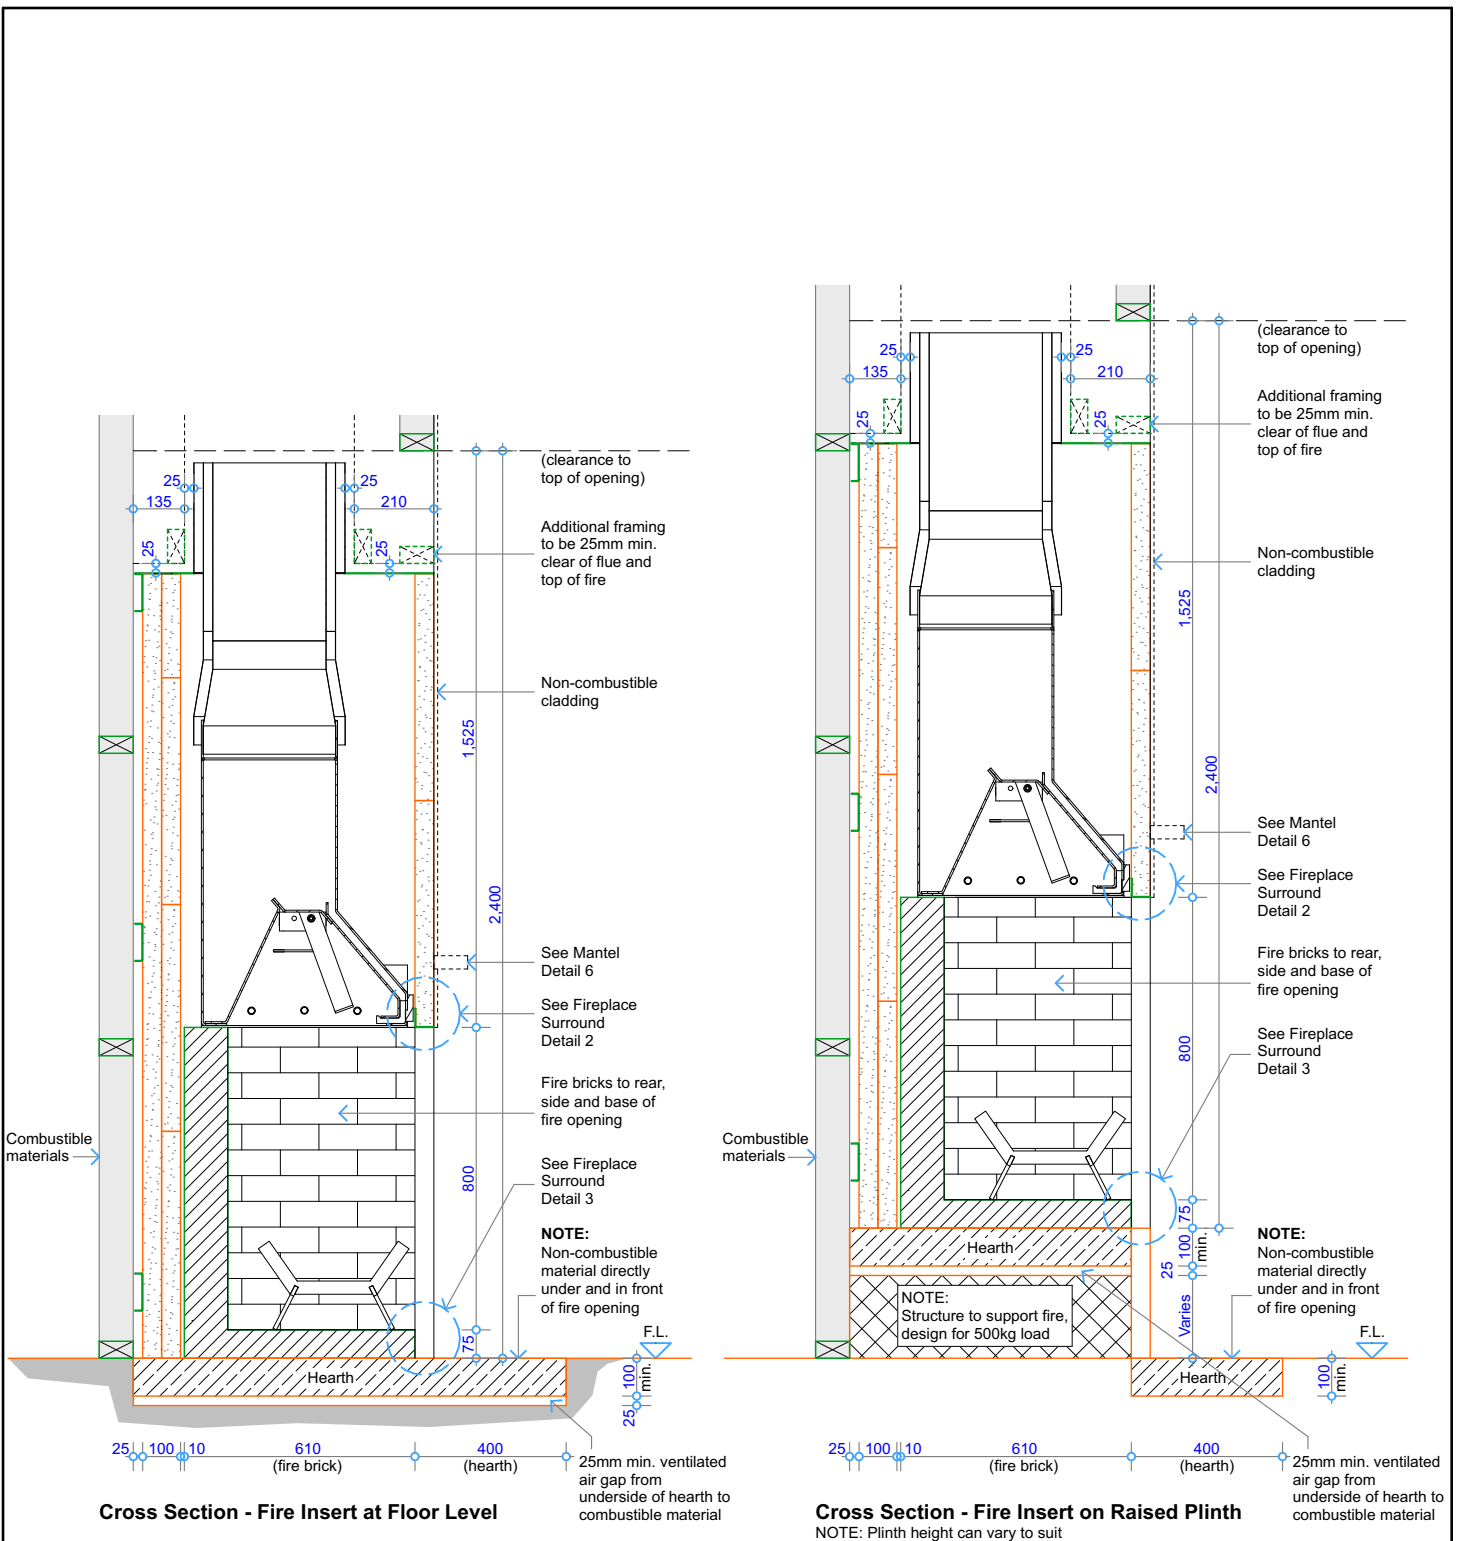 25
25
135
210
25
25
(clearance to
top of opening)
Additional framing
to be 25mm min.
clear of flue and
top of fire
Non-combustible
cladding
1,525
2,400
See Mantel
Detail 6
See Fireplace
Surround
Detail 2
Fire bricks to rear,
side and base of
fire opening
Combustible
materials
800
See Fireplace
Surround
Detail 3
NOTE:
Non-combustible
material directly
under and in front
of fire opening
75
F.L.
Hearth
100
min.
25
25
100
10
610
(fire brick)
400
(hearth)
25mm min. ventilated
air gap from
underside of hearth to
combustible material
Cross Section - Fire Insert at Floor Level
25
25
135
210
25
25
(clearance to
top of opening)
Additional framing
to be 25mm min.
clear of flue and
top of fire
Non-combustible
cladding
1,525
2,400
See Mantel
Detail 6
See Fireplace
Surround
Detail 2
Fire bricks to rear,
side and base of
fire opening
Combustible
materials
800
See Fireplace
Surround
Detail 3
75
Hearth
100
min.
25
NOTE:
Structure to support fire,
design for 500kg load
Varies
NOTE:
Non-combustible
material directly
under and in front
of fire opening
F.L.
Hearth
100
min.
25
100
10
610
(fire brick)
400
(hearth)
25mm min. ventilated
air gap from
underside of hearth to
combustible material
Cross Section - Fire Insert on Raised Plinth
NOTE: Plinth height can vary to suit